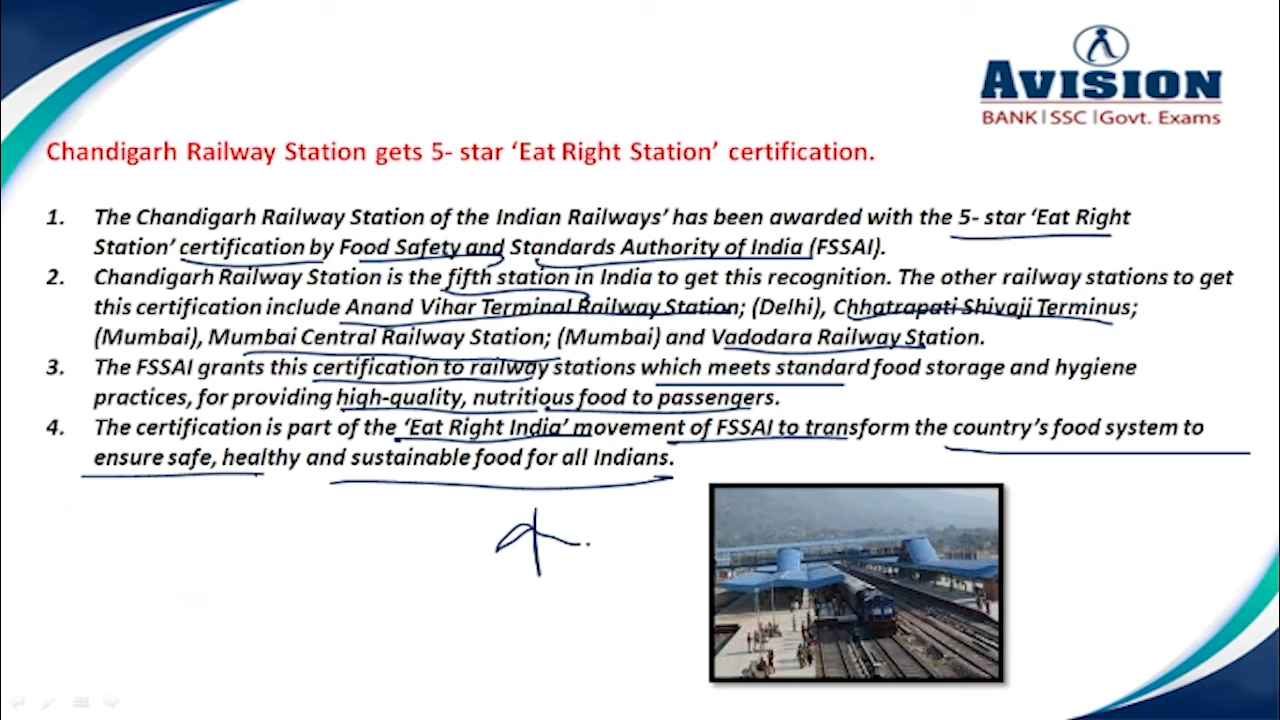 AVISION
BANK|SSC|Govt. Exams
Chandigarh Railway Station gets 5- star ‘Eat Right Station’ certification.
1. The Chandigarh Railway Station of the Indian Railways’ has been awarded with the 5- star ‘Eat Right
Station’ certification by Food Safety and Standards Authority of India (FSSAI).
2. Chandigarh Railway Station is the fifth station in India to get this recognition. The other railway stations to get
this certification include Anand Vihar Terminal Railway Station; (Delhi), Chhatrapati Shivaji Terminus;
(Mumbai), Mumbai Central Railway Station; (Mumbai) and Vadodara Railway Station.
3. The FSSAI grants this certification to railway stations which meets standard food storage and hygiene
practices, for providing high-quality, nutritious food to passengers.
4. The certification is part of the ‘Eat Right India’ movement of FSSAI to transform the country’s food system to
ensure safe, healthy and sustainable food for all Indians.